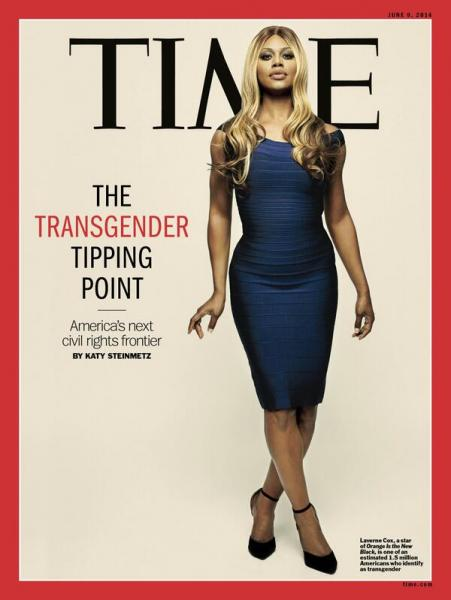 JUNE 9, 2014
TIME
THE
TRANSGENDER
TIPPING
POINT
America's next
civil rights frontier
BY KATY STEINMETZ
Laverne Cox, a star
of Orange Is the New
Black, is one of an
estimated 1.5 million
Americans who identify
as transgender
time.com